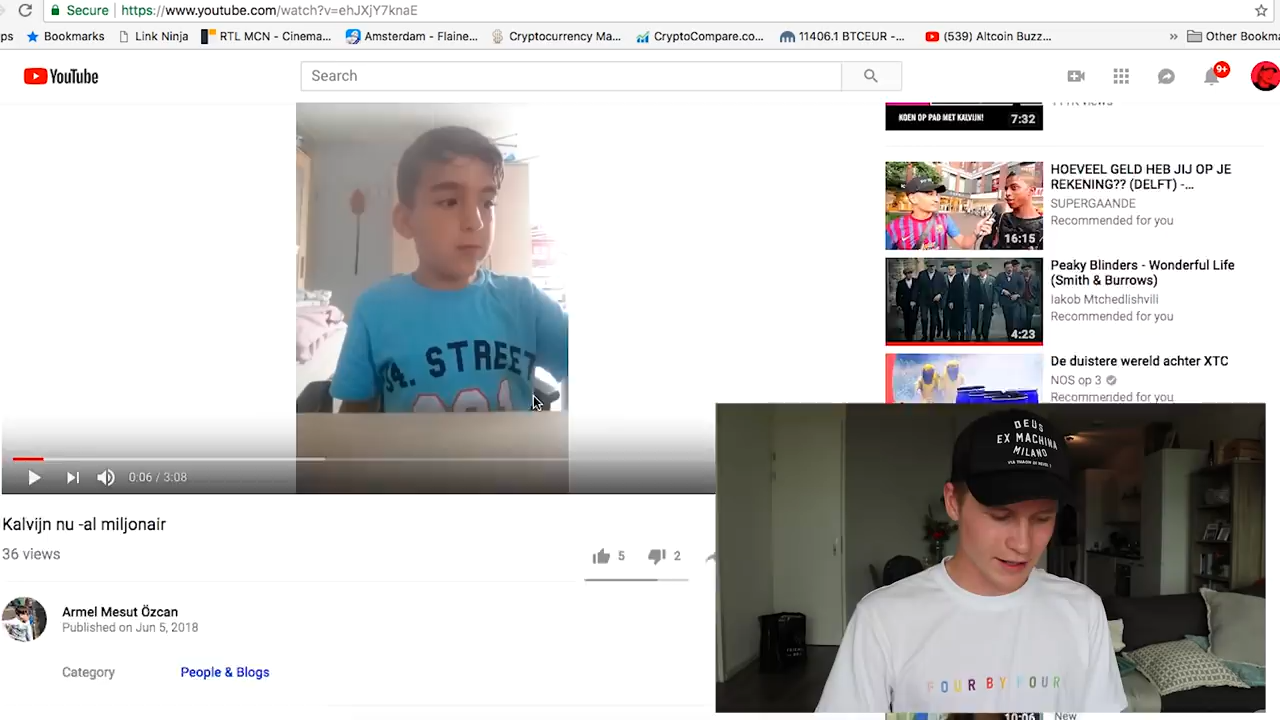 Secure
https://www.youtube.com/watch?v=ehJXjY7knaE
ps
Bookmarks
Link Ninja
RTL MCN - Cinema...
Amsterdam - Flaine...
Cryptocurrency Ma...
CryptoCompare.co...
11406.1 BTCEUR -...
(539) Altcoin Buzz...
»
Other Bookma
YouTube
Search
9+
KOEN OP PAD MET KALVIJN!
7:32
HOEVEEL GELD HEB JIJ OP JE
REKENING?? (DELFT) -...
SUPERGAANDE
Recommended for you
16:15
Peaky Blinders - Wonderful Life
(Smith & Burrows)
Iakob Mtchedlishvili
Recommended for you
4:23
De duistere wereld achter XTC
NOS op 3
Recommended for you
34. STREET
0:06 / 3:08
Kalvijn nu -al miljonair
36 views
5
2
Armel Mesut Özcan
Published on Jun 5, 2018
Category
People & Blogs
DEUS
EX MACHINA
MILANO
FOUR BY FOUR
10:06
New